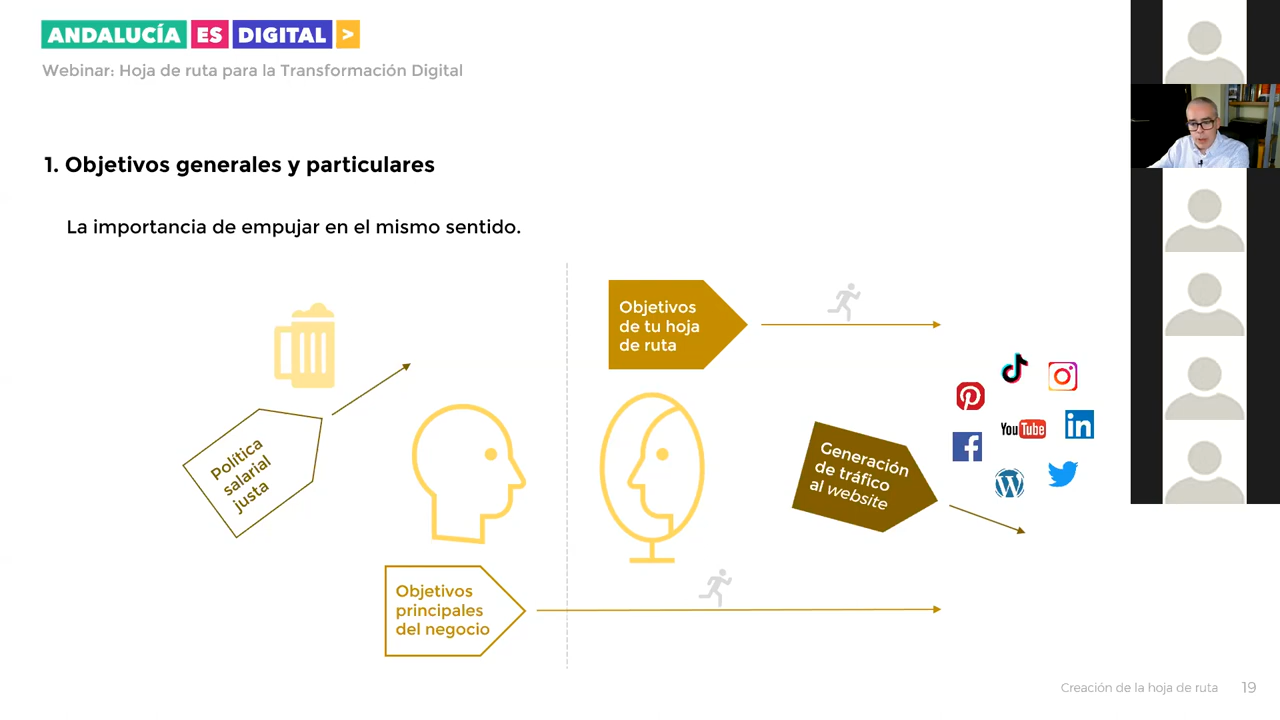 ANDALUCÍA ES DIGITAL >
Webinar: Hoja de ruta para la Transformación Digital
1. Objetivos generales y particulares
La importancia de empujar en el mismo sentido.
Objetivos
de tu hoja
de ruta
Política
salarial
justa
Generación
de tráfico
al website
YouTube
in
Objetivos
principales
del negocio
Creación de la hoja de ruta 19